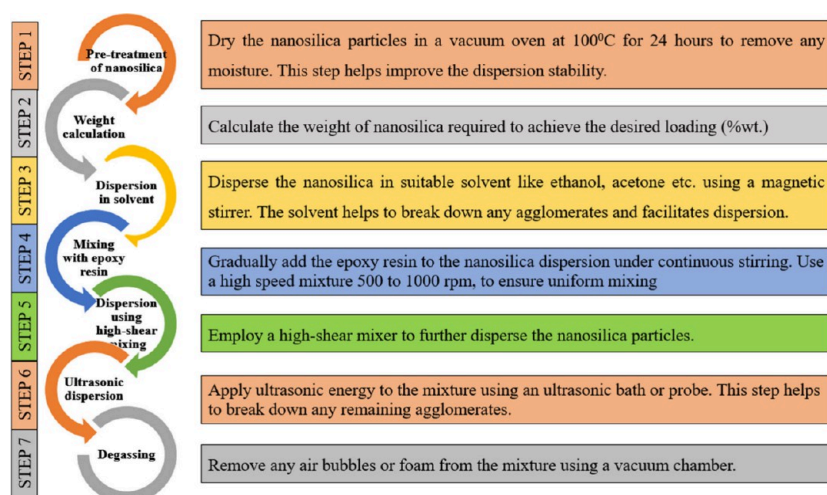 STEP 1
Pre-treatment
of nanosilica
Dry the nanosilica particles in a vacuum oven at 100⁰C for 24 hours to remove any
moisture. This step helps improve the dispersion stability.
STEP 2
Weight
calculation
Calculate the weight of nanosilica required to achieve the desired loading (%wt.)
STEP 3
Dispersion
in solvent
Disperse the nanosilica in suitable solvent like ethanol, acetone etc. using a magnetic
stirrer. The solvent helps to break down any agglomerates and facilitates dispersion.
STEP 4
Mixing
with epoxy
resin
Gradually add the epoxy resin to the nanosilica dispersion under continuous stirring. Use
a high speed mixture 500 to 1000 rpm, to ensure uniform mixing
STEP 5
Dispersion
using
high-shear
mixing
Employ a high-shear mixer to further disperse the nanosilica particles.
STEP 6
Ultrasonic
dispersion
Apply ultrasonic energy to the mixture using an ultrasonic bath or probe. This step helps
to break down any remaining agglomerates.
STEP 7
Degassing
Remove any air bubbles or foam from the mixture using a vacuum chamber.